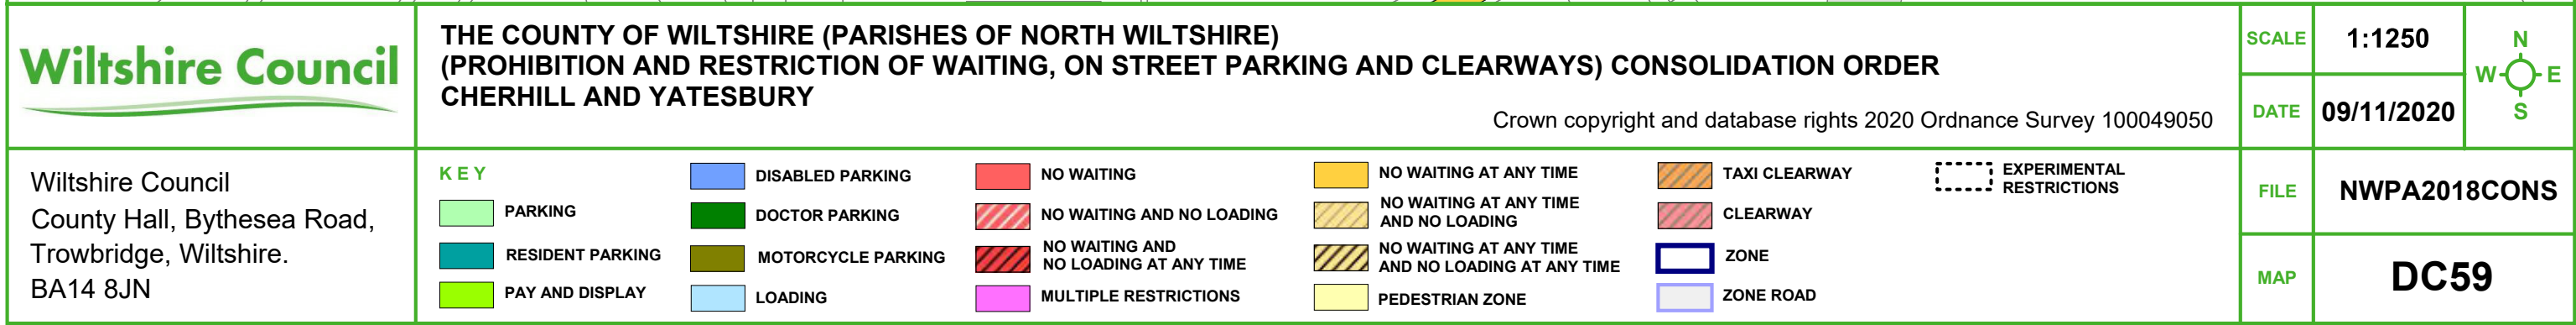 Wiltshire Council
THE COUNTY OF WILTSHIRE (PARISHES OF NORTH WILTSHIRE)
(PROHIBITION AND RESTRICTION OF WAITING, ON STREET PARKING AND CLEARWAYS) CONSOLIDATION ORDER
CHERHILL AND YATESBURY
Crown copyright and database rights 2020 Ordnance Survey 100049050
SCALE 1:1250
DATE 09/11/2020
N
W E
S
Wiltshire Council
County Hall, Bythesea Road,
Trowbridge, Wiltshire.
BA14 8JN
KEY
PARKING
RESIDENT PARKING
PAY AND DISPLAY
DISABLED PARKING
DOCTOR PARKING
MOTORCYCLE PARKING
LOADING
NO WAITING
NO WAITING AND NO LOADING
NO WAITING AND
NO LOADING AT ANY TIME
MULTIPLE RESTRICTIONS
NO WAITING AT ANY TIME
NO WAITING AT ANY TIME
AND NO LOADING
NO WAITING AT ANY TIME
AND NO LOADING AT ANY TIME
PEDESTRIAN ZONE
TAXI CLEARWAY
CLEARWAY
ZONE
ZONE ROAD
EXPERIMENTAL
RESTRICTIONS
FILE NWPA2018CONS
MAP DC59